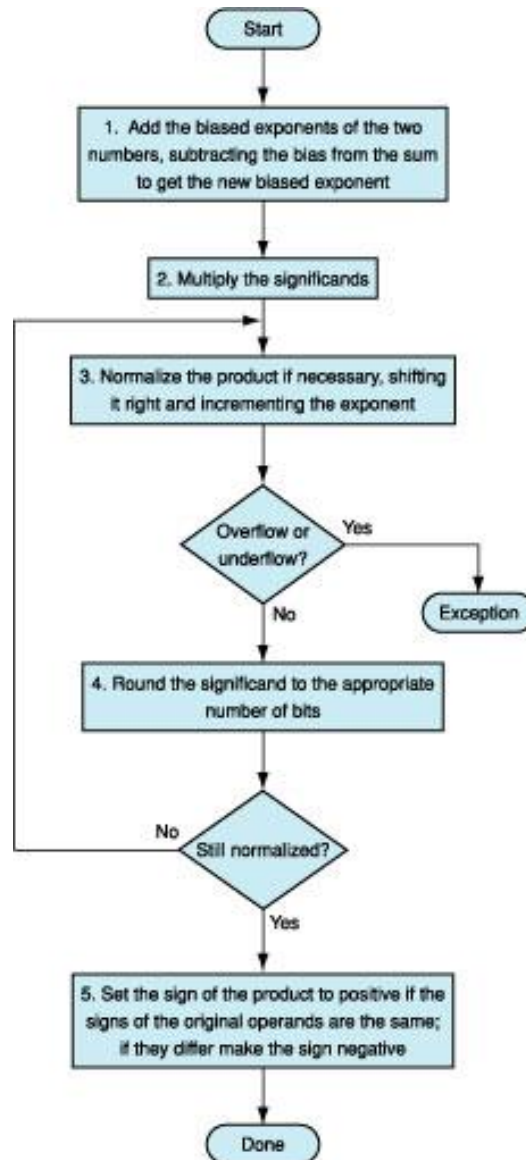 Start
1. Add the biased exponents of the two
numbers, subtracting the bias from the sum
to get the new biased exponent
2. Multiply the significands
3. Normalize the product if necessary, shifting
it right and incrementing the exponent
Overflow or
underflow?
Yes
Exception
No
4. Round the significand to the appropriate
number of bits
No
Still normalized?
Yes
5. Set the sign of the product to positive if the
signs of the original operands are the same;
if they differ make the sign negative
Done